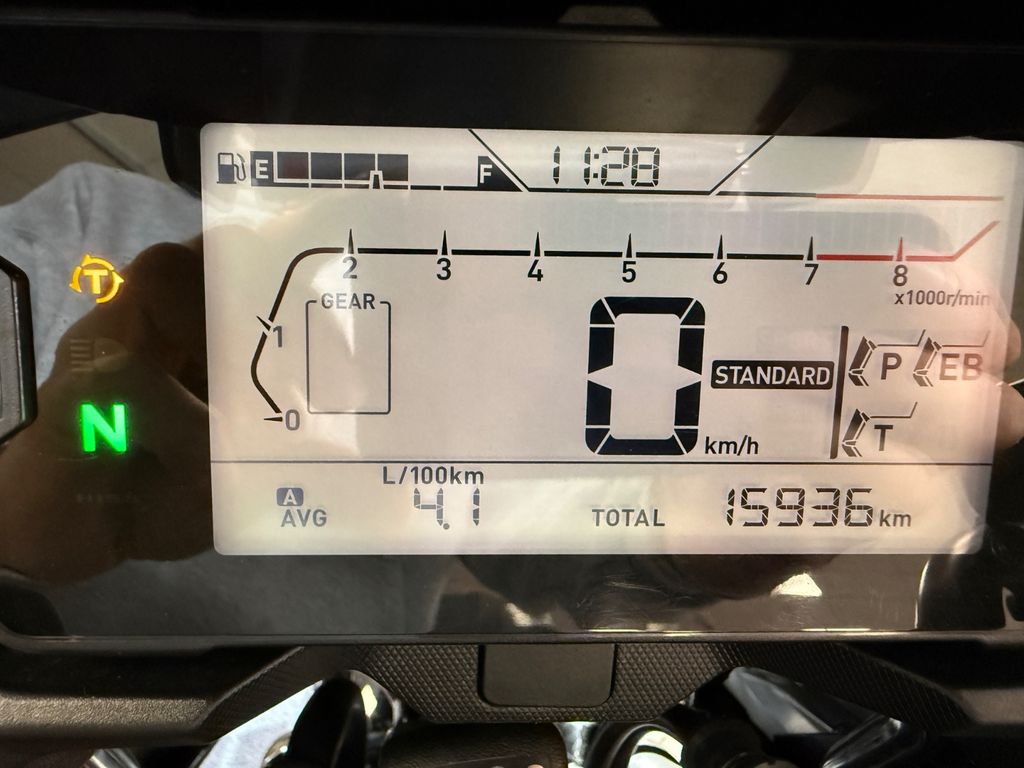 E F 11:28
2 3 4 5 6 7 8
x1000r/min
T
GEAR
1
0
0 km/h
STANDARD
P EB
T
N
L/100km
A
AVG 4.1 TOTAL 15936 km